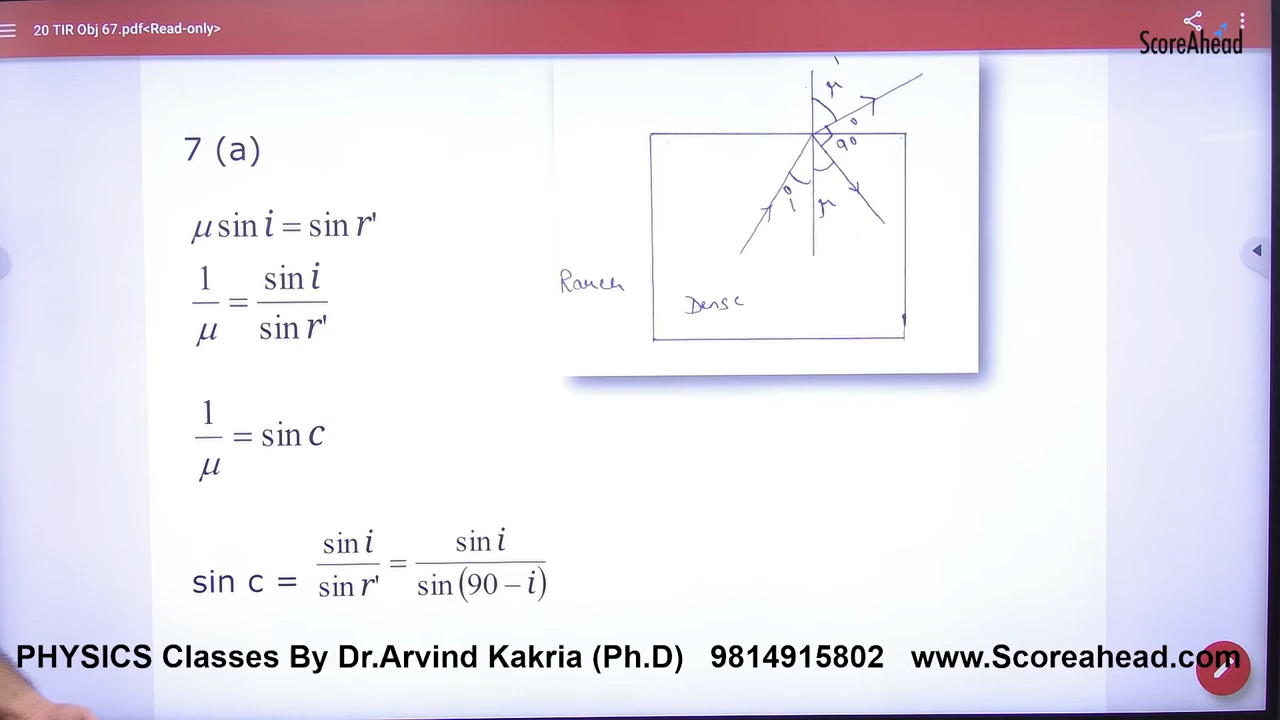 20 TIR Obj 67.pdf<Read-only>
ScoreAhead
7 (a)
μ sin i = sin r'
1/μ = sin i / sin r'
1/μ = sin c
sin c = sin i / sin r' = sin i / sin (90 − i)
r
90
i
r
Dense
PHYSICS Classes By Dr.Arvind Kakria (Ph.D) 9814915802 www.Scoreahead.com